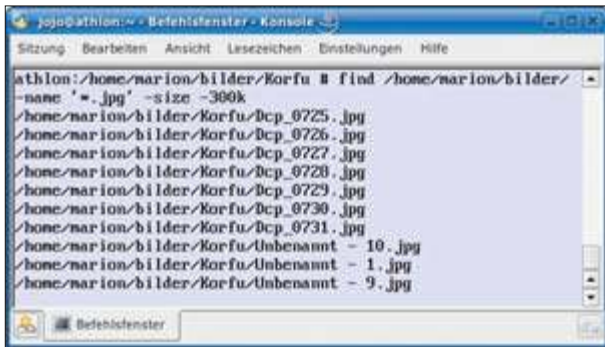 jojo@athlon:~ - Befehlsfenster - Konsole
Sitzung Bearbeiten Ansicht Lesezeichen Einstellungen Hilfe
athlon:/home/marion/bilder/Korfu # find /home/marion/bilder/
-name '*.jpg' -size -300k
/home/marion/bilder/Korfu/Dcp_0725.jpg
/home/marion/bilder/Korfu/Dcp_0726.jpg
/home/marion/bilder/Korfu/Dcp_0727.jpg
/home/marion/bilder/Korfu/Dcp_0728.jpg
/home/marion/bilder/Korfu/Dcp_0729.jpg
/home/marion/bilder/Korfu/Dcp_0730.jpg
/home/marion/bilder/Korfu/Dcp_0731.jpg
/home/marion/bilder/Korfu/Unbenannt - 10.jpg
/home/marion/bilder/Korfu/Unbenannt - 1.jpg
/home/marion/bilder/Korfu/Unbenannt - 9.jpg
Befehlsfenster